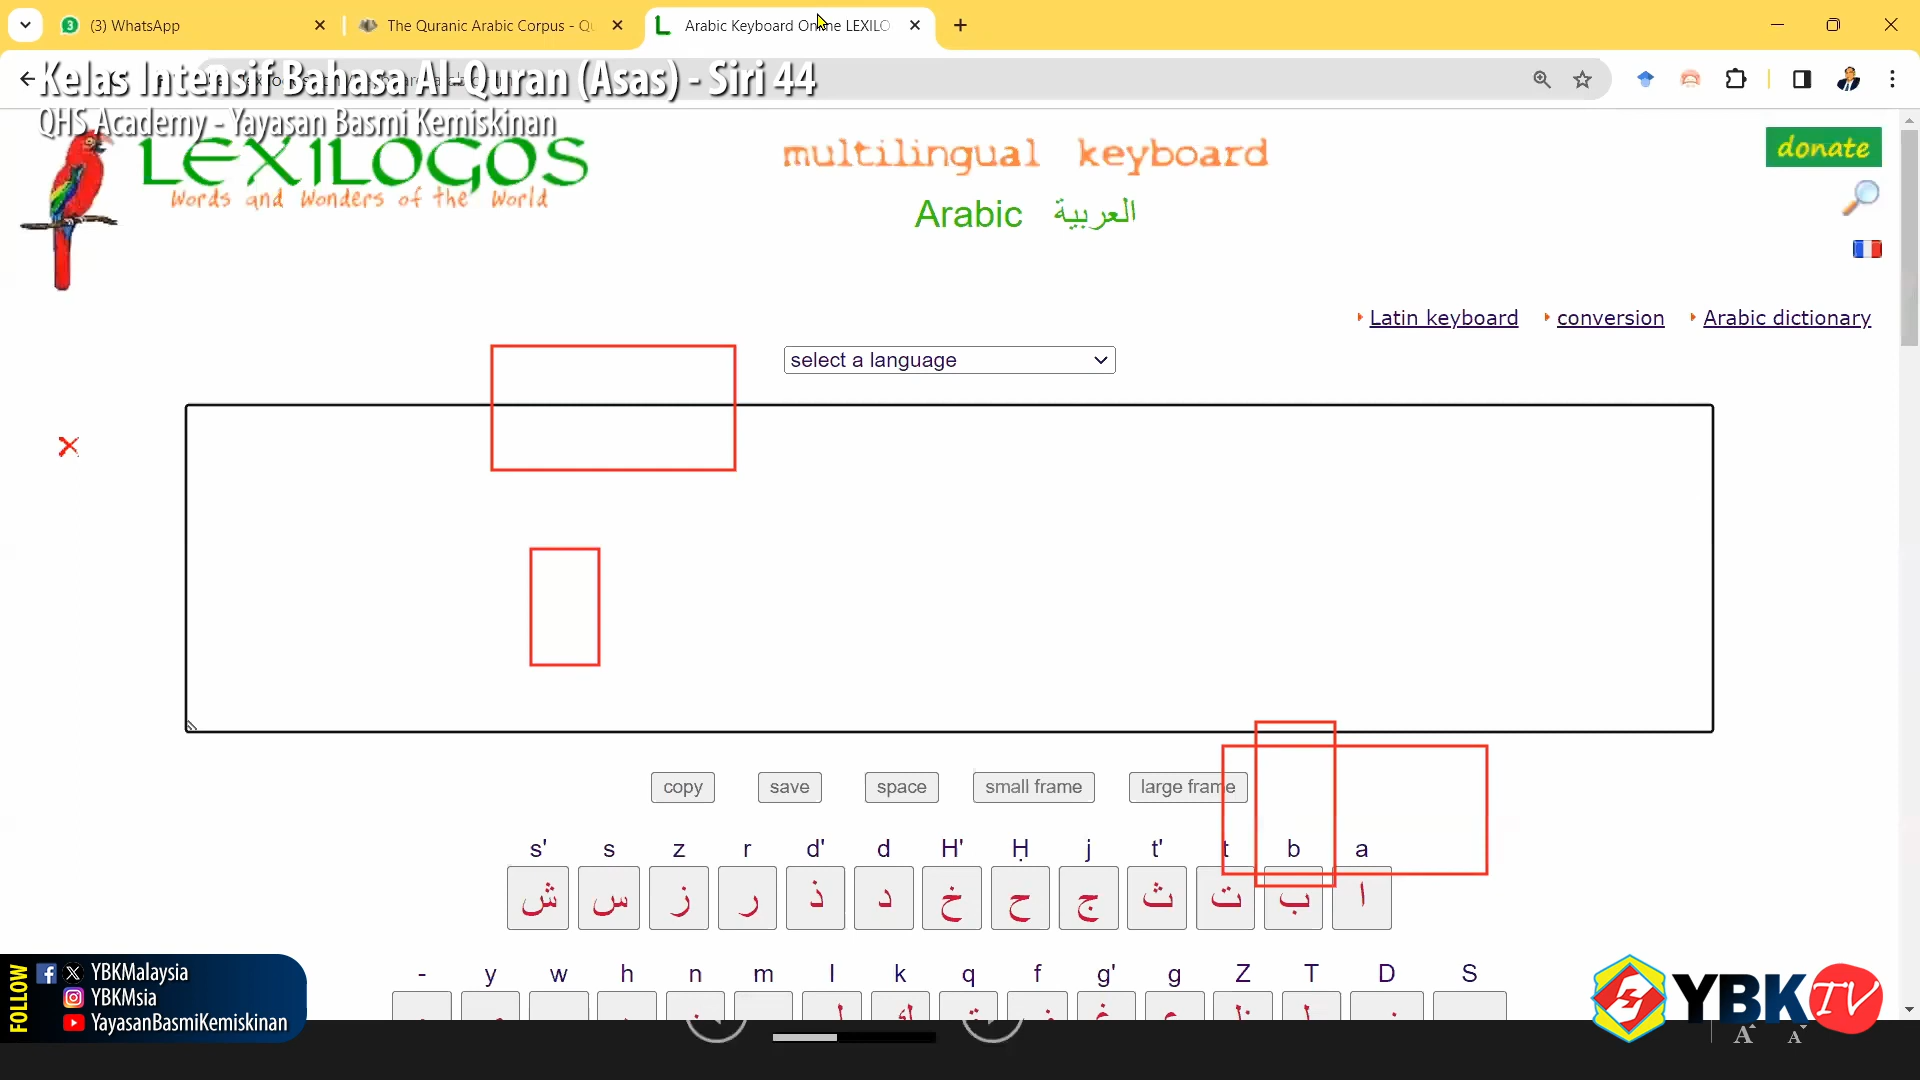 3 (3) WhatsApp
The Quranic Arabic Corpus - Qu
Arabic Keyboard Online LEXILO
Kelas Intensif Bahasa Al-Quran (Asas) - Siri 44
QHS Academy - Yayasan Basmi Kemiskinan
LEXILOGOS
Words and Wonders of the World
multilingual keyboard
Arabic العربية
donate
Latin keyboard conversion Arabic dictionary
select a language
copy save space small frame large frame
s' s z r d' d H' Ḥ j t' t b a
ش س ز ر ذ د خ ح ج ث ت ب ا
- y w h n m l k q f g' g Z T D S
FOLLOW
YBKMalaysia
YBKMsia
YayasanBasmiKemiskinan
YBK TV
A A